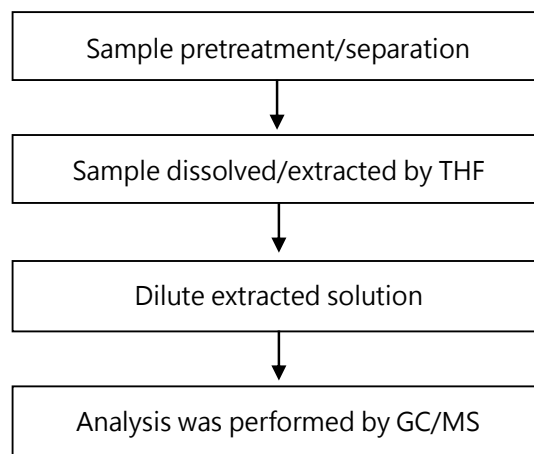 Sample pretreatment/separation
Sample dissolved/extracted by THF
Dilute extracted solution
Analysis was performed by GC/MS